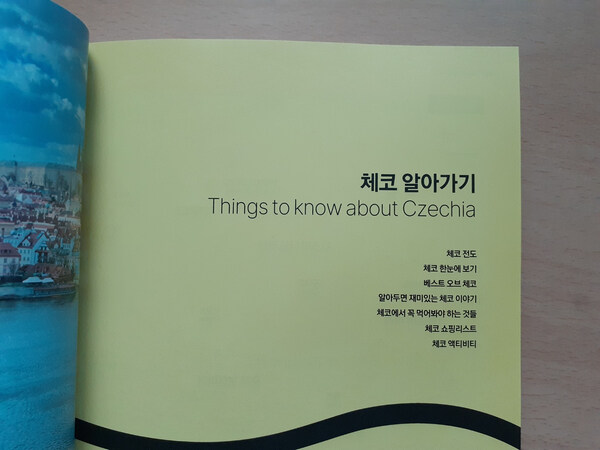 체코 알아가기
Things to know about Czechia
체코 전도
체코 한눈에 보기
베스트 오브 체코
알아두면 재미있는 체코 이야기
체코에서 꼭 먹어봐야 하는 것들
체코 쇼핑리스트
체코 액티비티